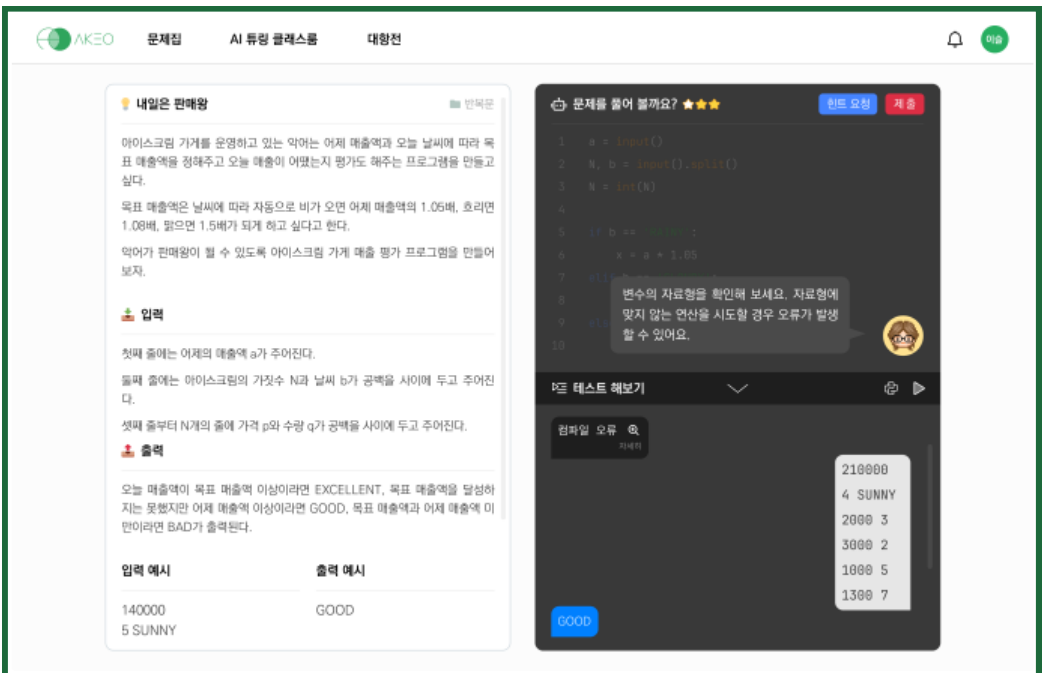 AKEO 문제집 AI 튜링 클래스룸 대항전 이슬
내일은 판매왕 반복문
아이스크림 가게를 운영하고 있는 악어는 어제 매출액과 오늘 날씨에 따라 목
표 매출액을 정해주고 오늘 매출이 어땠는지 평가도 해주는 프로그램을 만들고
싶다.
목표 매출액은 날씨에 따라 자동으로 비가 오면 어제 매출액의 1.05배, 흐리면
1.08배, 맑으면 1.5배가 되게 하고 싶다고 한다.
악어가 판매왕이 될 수 있도록 아이스크림 가게 매출 평가 프로그램을 만들어
보자.
입력
첫째 줄에는 어제의 매출액 a가 주어진다.
둘째 줄에는 아이스크림의 가짓수 N과 날씨 b가 공백을 사이에 두고 주어진
다.
셋째 줄부터 N개의 줄에 가격 p와 수량 q가 공백을 사이에 두고 주어진다.
출력
오늘 매출액이 목표 매출액 이상이라면 EXCELLENT, 목표 매출액을 달성하
지는 못했지만 어제 매출액 이상이라면 GOOD, 목표 매출액과 어제 매출액 미
만이라면 BAD가 출력된다.
입력 예시 출력 예시
140000 GOOD
5 SUNNY
문제를 풀어 볼까요? 힌트 요청 제출
1 a = input()
2 N, b = input().split()
3 N = int(N)
4
5 if b ==
6 x = a * 1.05
7
8
9
10
변수의 자료형을 확인해 보세요. 자료형에
맞지 않는 연산을 시도할 경우 오류가 발생
할 수 있어요.
테스트 해보기
컴파일 오류
자세히
210000
4 SUNNY
2000 3
3000 2
1000 5
1300 7
GOOD